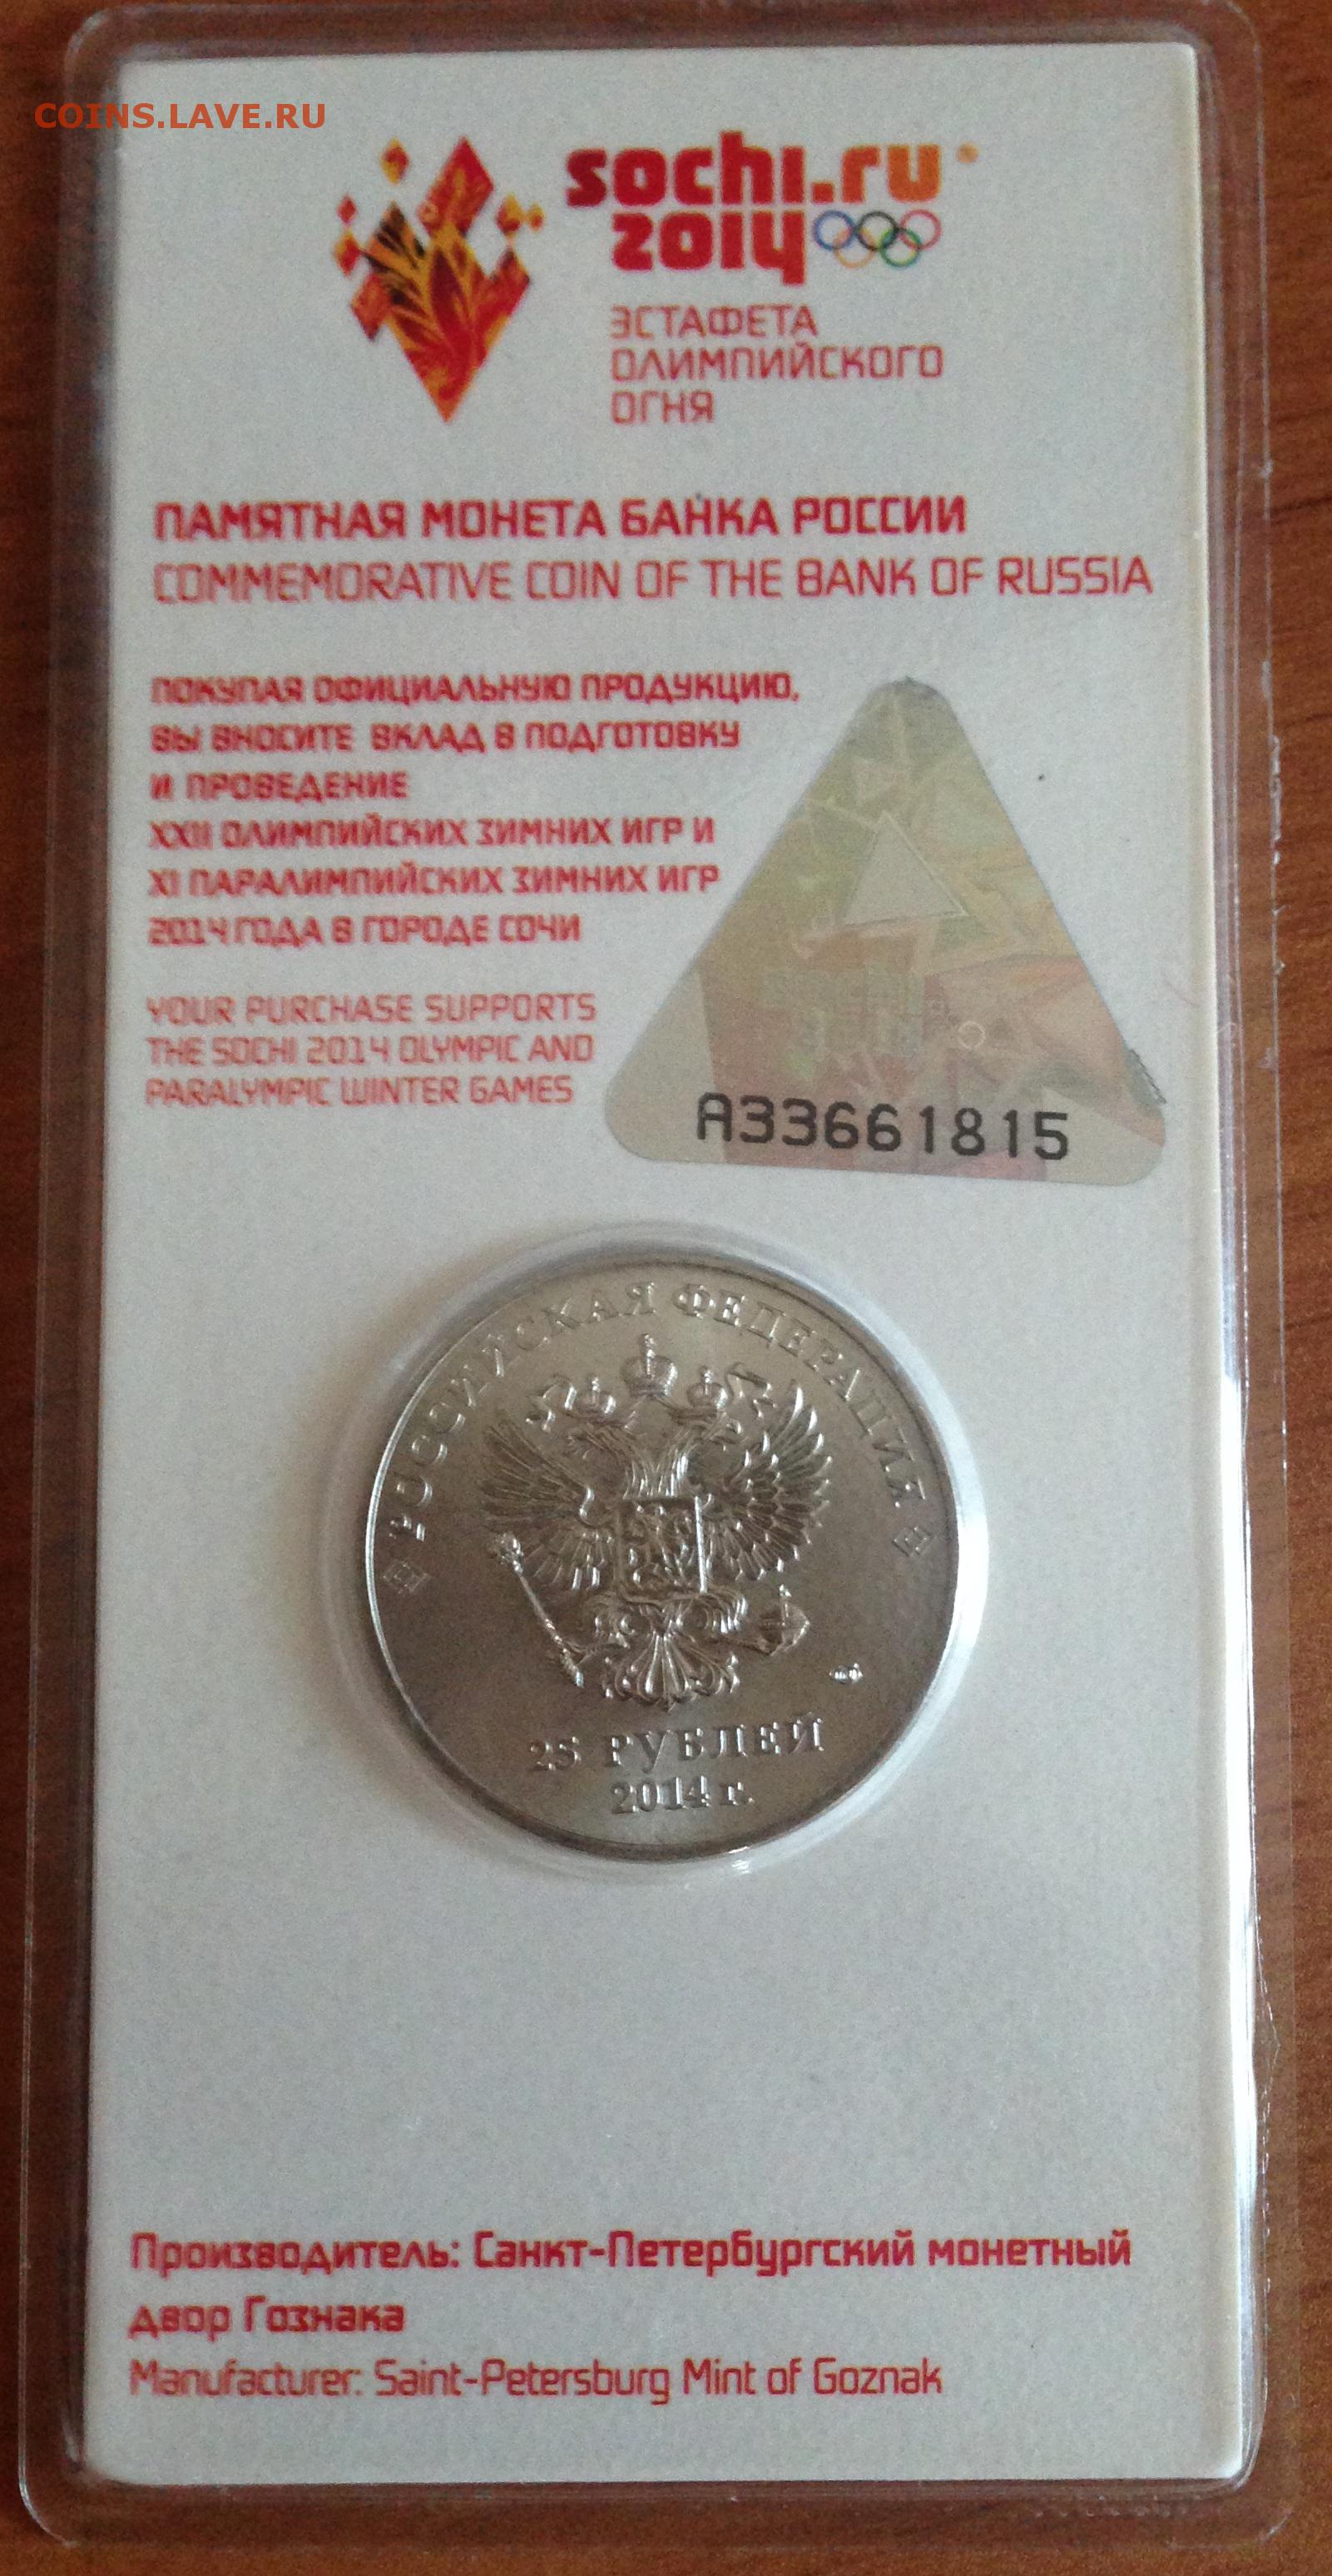 COINS.LAVE.RU
sochi.ru
2014
ЭСТАФЕТА
ОЛИМПИЙСКОГО
ОГНЯ
ПАМЯТНАЯ МОНЕТА БАНКА РОССИИ
COMMEMORATIVE COIN OF THE BANK OF RUSSIA
ПОКУПАЯ ОФИЦИАЛЬНУЮ ПРОДУКЦИЮ,
ВЫ ВНОСИТЕ ВКЛАД В ПОДГОТОВКУ
И ПРОВЕДЕНИЕ
XXII ОЛИМПИЙСКИХ ЗИМНИХ ИГР И
XI ПАРАЛИМПИЙСКИХ ЗИМНИХ ИГР
2014 ГОДА В ГОРОДЕ СОЧИ
YOUR PURCHASE SUPPORTS
THE SOCHI 2014 OLYMPIC AND
PARALYMPIC WINTER GAMES
A33661815
РОССИЙСКАЯ ФЕДЕРАЦИЯ
25 РУБЛЕЙ
2014 г.
Производитель: Санкт-Петербургский монетный
двор Гознака
Manufacturer: Saint-Petersburg Mint of Goznak